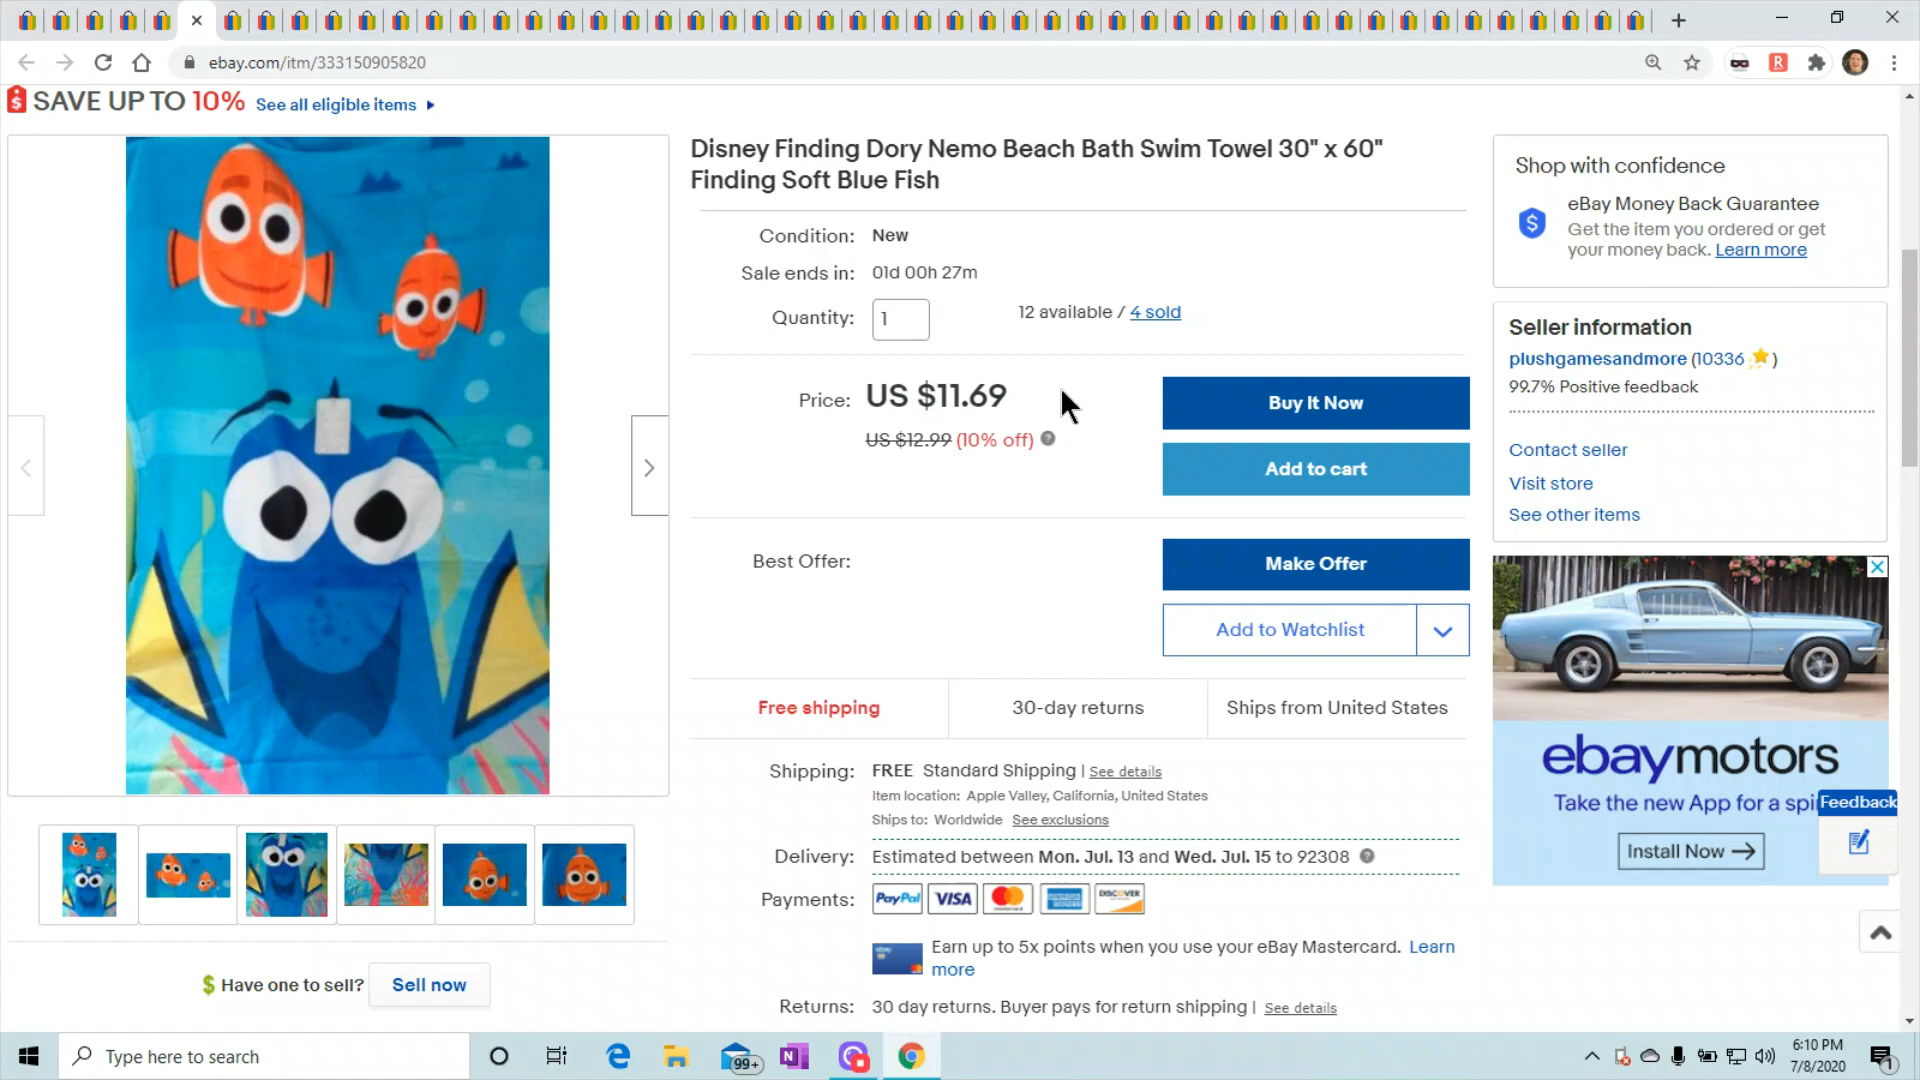 ebay.com/itm/333150905820
R
SAVE UP TO 10% See all eligible items
Disney Finding Dory Nemo Beach Bath Swim Towel 30" x 60"
Finding Soft Blue Fish
Condition: New
Sale ends in: 01d 00h 27m
Quantity: 1 12 available / 4 sold
Price: US $11.69
US $12.99 (10% off)
Buy It Now
Add to cart
Best Offer:
Make Offer
Add to Watchlist
Free shipping 30-day returns Ships from United States
Shipping: FREE Standard Shipping | See details
Item location: Apple Valley, California, United States
Ships to: Worldwide See exclusions
Delivery: Estimated between Mon. Jul. 13 and Wed. Jul. 15 to 92308
Payments: PayPal VISA DISCOVER
Earn up to 5x points when you use your eBay Mastercard. Learn
more
Returns: 30 day returns. Buyer pays for return shipping | See details
Have one to sell? Sell now
Shop with confidence
eBay Money Back Guarantee
Get the item you ordered or get
your money back. Learn more
Seller information
plushgamesandmore (10336 )
99.7% Positive feedback
Contact seller
Visit store
See other items
ebaymotors
Take the new App for a spi
Feedback
Install Now →
Type here to search
99+
N
6:10 PM
7/8/2020
1